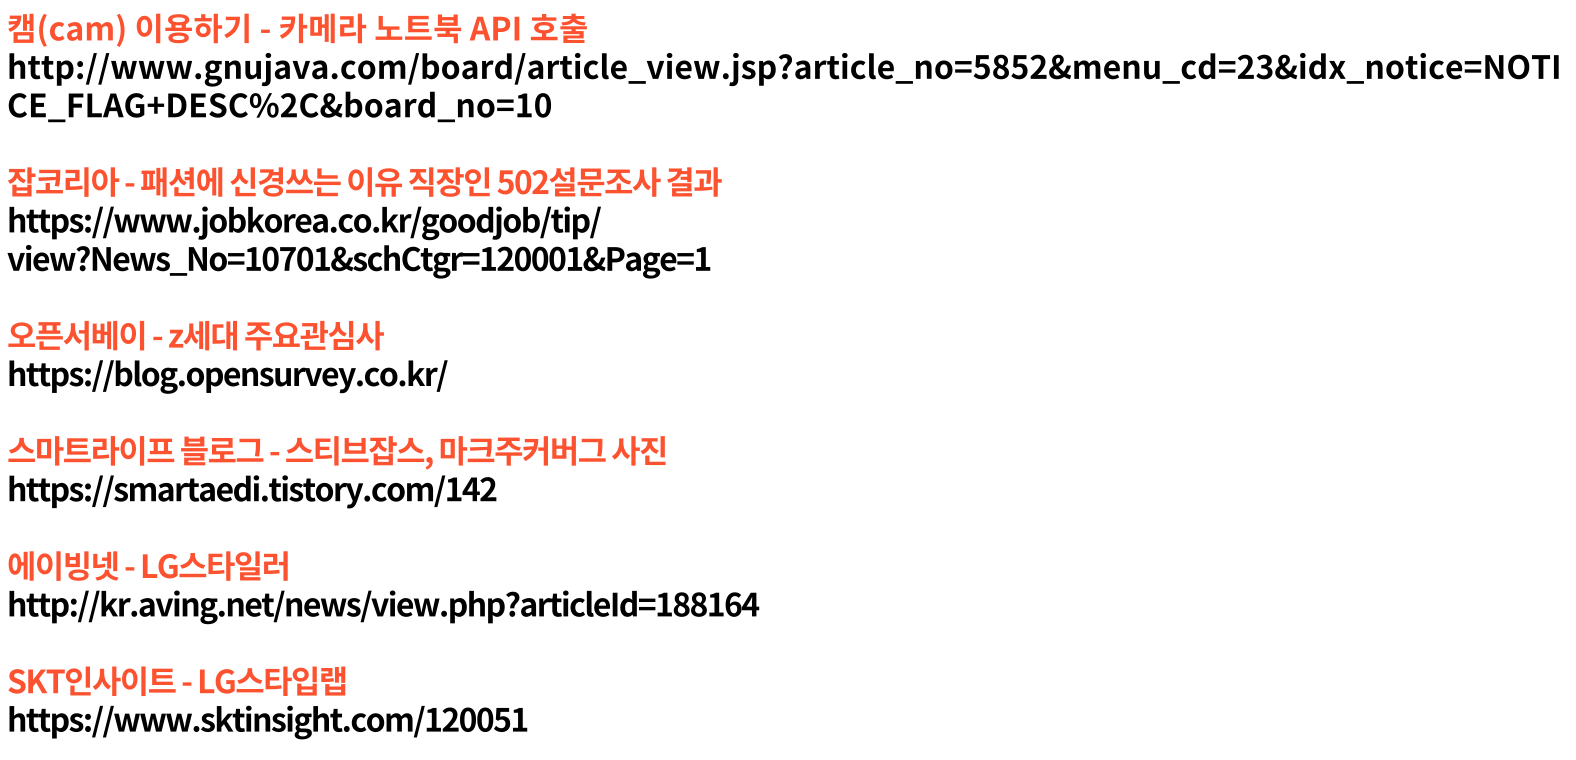 캠(cam) 이용하기 - 카메라 노트북 API 호출
http://www.gnujava.com/board/article_view.jsp?article_no=5852&menu_cd=23&idx_notice=NOTI
CE_FLAG+DESC%2C&board_no=10
잡코리아 - 패션에 신경쓰는 이유 직장인 502설문조사 결과
https://www.jobkorea.co.kr/goodjob/tip/
view?News_No=10701&schCtgr=120001&Page=1
오픈서베이 - z세대 주요관심사
https://blog.opensurvey.co.kr/
스마트라이프 블로그 - 스티브잡스, 마크주커버그 사진
https://smartaedi.tistory.com/142
에이빙넷 - LG스타일러
http://kr.aving.net/news/view.php?articleId=188164
SKT인사이트 - LG스타입랩
https://www.sktinsight.com/120051